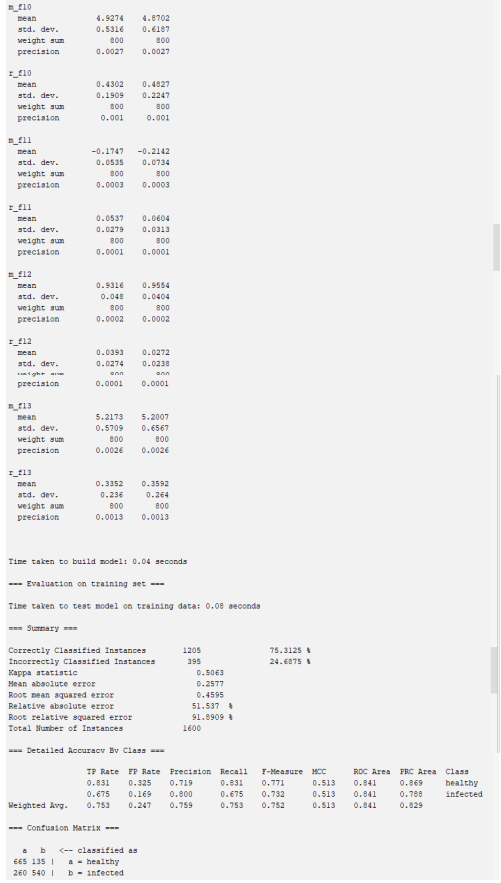 m_f10
mean 4.9274 4.8702
std. dev. 0.5316 0.6187
weight sum 800 800
precision 0.0027 0.0027
r_f10
mean 0.4302 0.4827
std. dev. 0.1909 0.2247
weight sum 800 800
precision 0.001 0.001
m_f11
mean -0.1747 -0.2142
std. dev. 0.0535 0.0734
weight sum 800 800
precision 0.0003 0.0003
r_f11
mean 0.0537 0.0604
std. dev. 0.0279 0.0313
weight sum 800 800
precision 0.0001 0.0001
m_f12
mean 0.9316 0.9554
std. dev. 0.048 0.0404
weight sum 800 800
precision 0.0002 0.0002
r_f12
mean 0.0393 0.0272
std. dev. 0.0274 0.0238
weight sum 800 800
precision 0.0001 0.0001
m_f13
mean 5.2173 5.2007
std. dev. 0.5709 0.6567
weight sum 800 800
precision 0.0026 0.0026
r_f13
mean 0.3352 0.3592
std. dev. 0.236 0.264
weight sum 800 800
precision 0.0013 0.0013
Time taken to build model: 0.04 seconds
=== Evaluation on training set ===
Time taken to test model on training data: 0.08 seconds
=== Summary ===
Correctly Classified Instances 1205 75.3125 %
Incorrectly Classified Instances 395 24.6875 %
Kappa statistic 0.5063
Mean absolute error 0.2577
Root mean squared error 0.4595
Relative absolute error 51.537 %
Root relative squared error 91.8909 %
Total Number of Instances 1600
=== Detailed Accuracy By Class ===
TP Rate FP Rate Precision Recall F-Measure MCC ROC Area PRC Area Class
0.831 0.325 0.719 0.831 0.771 0.513 0.841 0.869 healthy
0.675 0.169 0.800 0.675 0.732 0.513 0.841 0.788 infected
Weighted Avg. 0.753 0.247 0.759 0.753 0.752 0.513 0.841 0.829
=== Confusion Matrix ===
a b <-- classified as
665 135 | a = healthy
260 540 | b = infected